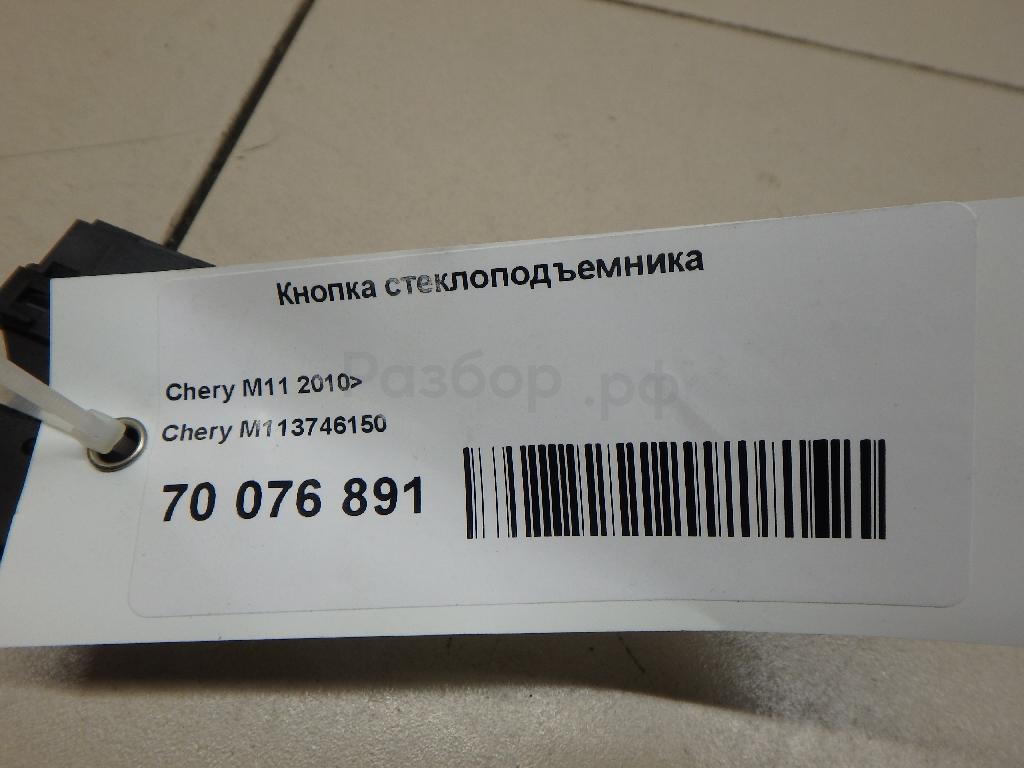 Кнопка стеклоподъемника
Разбор.рф
Chery M11 2010>
Chery M113746150
70 076 891